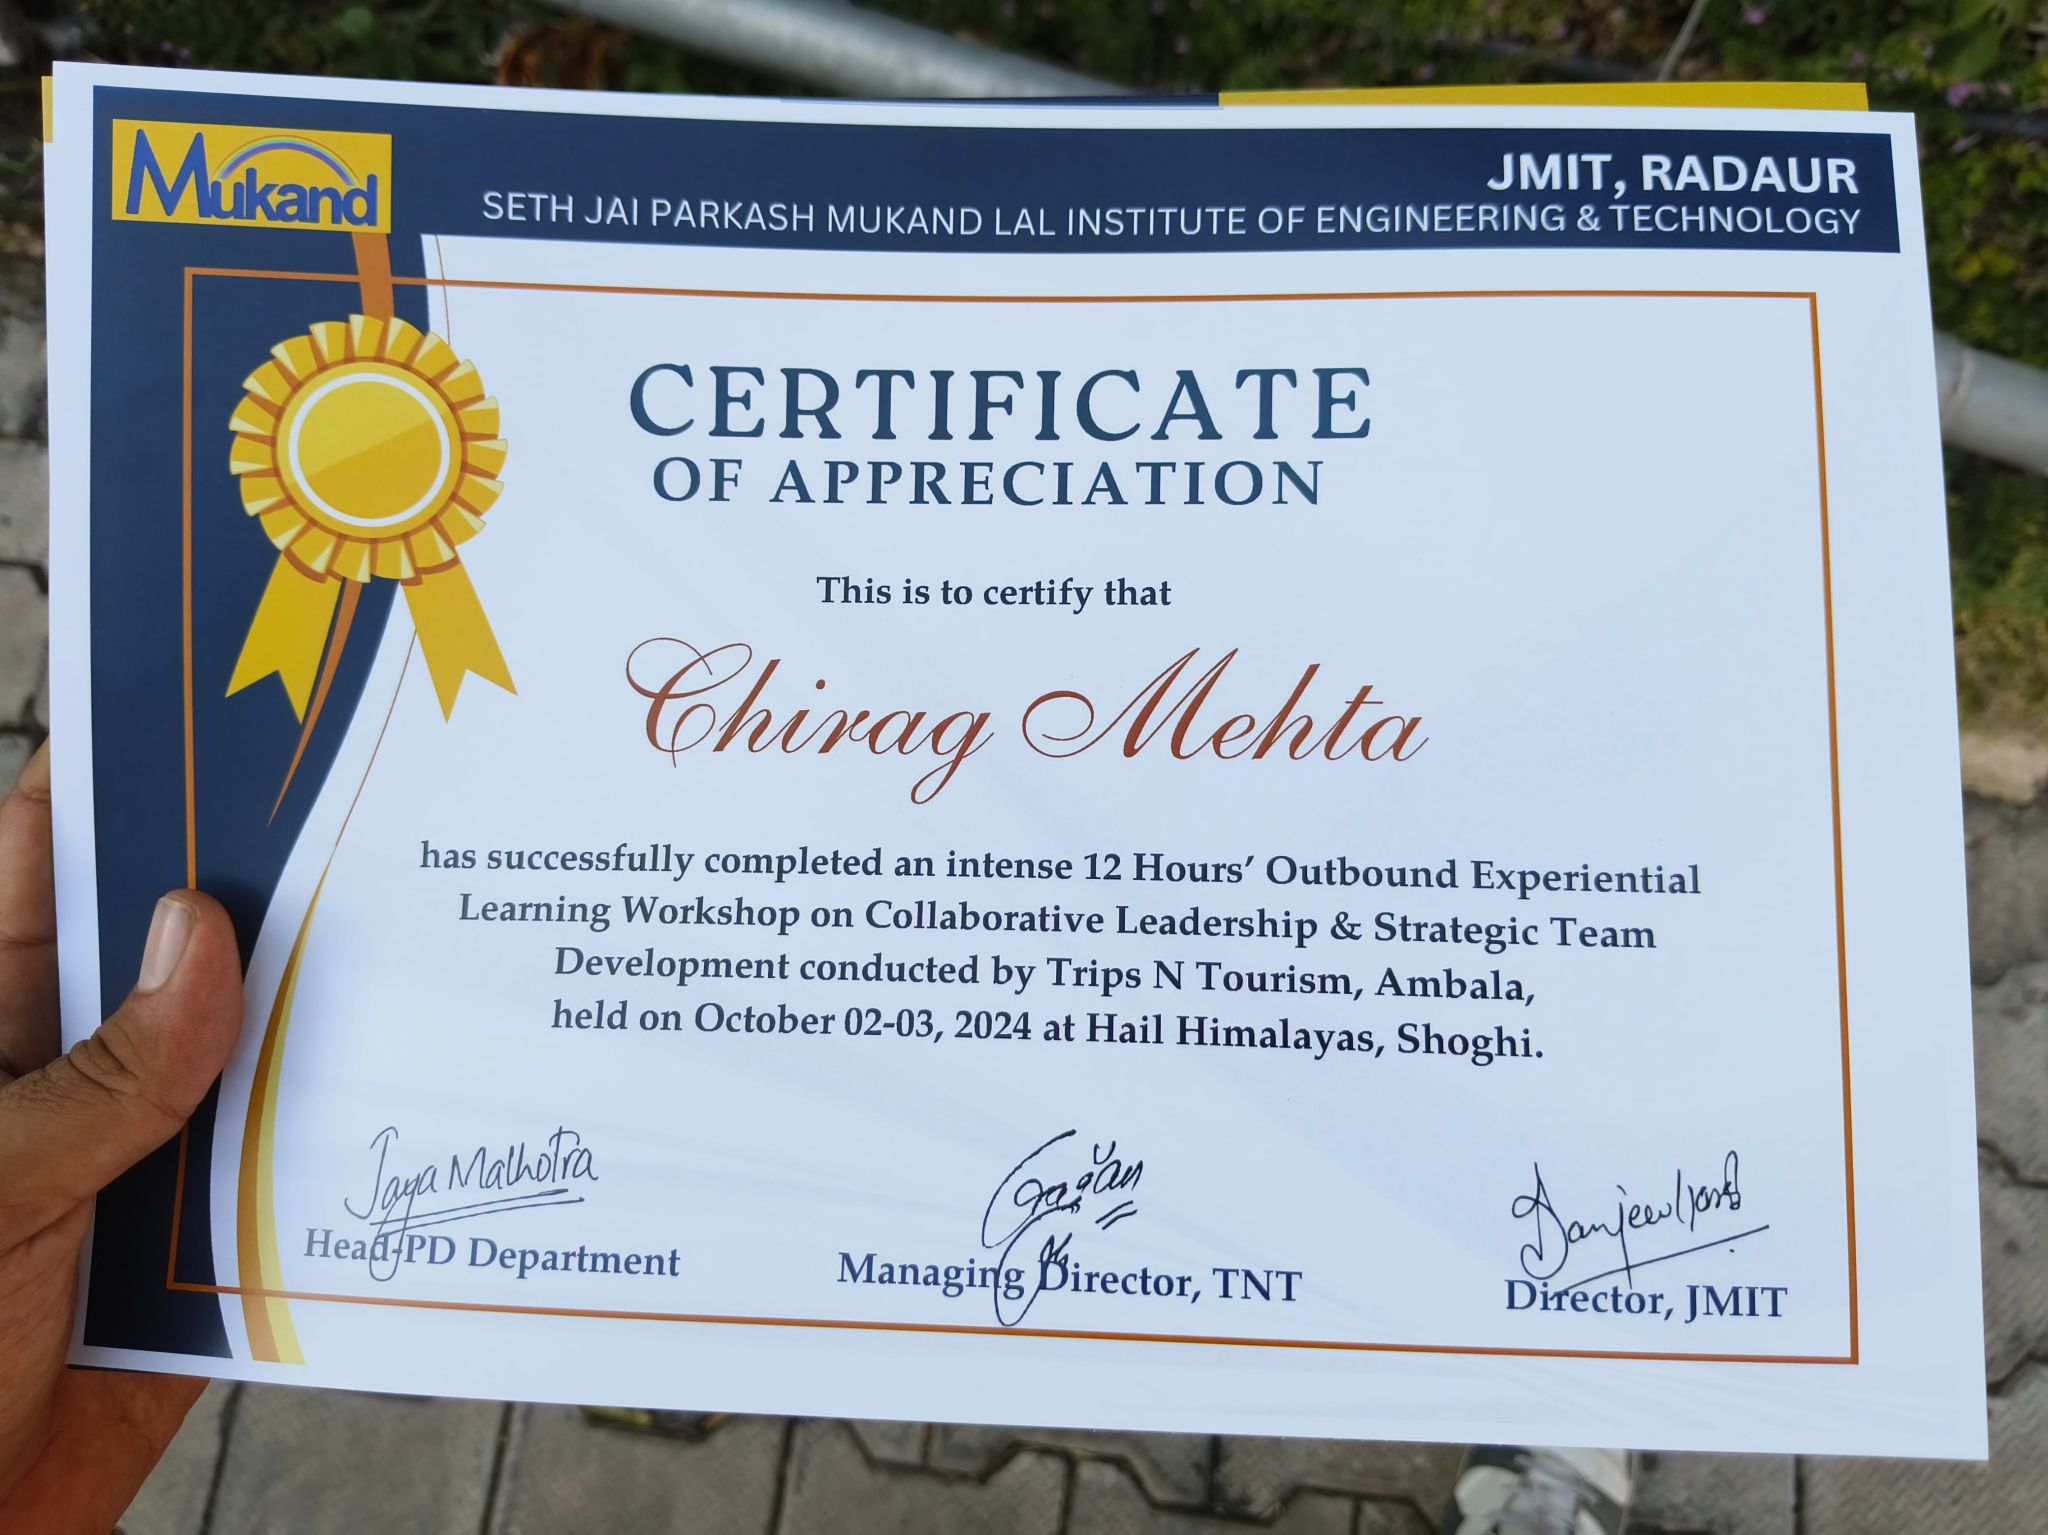 Mukand
JMIT, RADAUR
SETH JAI PARKASH MUKAND LAL INSTITUTE OF ENGINEERING & TECHNOLOGY
CERTIFICATE
OF APPRECIATION
This is to certify that
Chirag Mehta
has successfully completed an intense 12 Hours' Outbound Experiential
Learning Workshop on Collaborative Leadership & Strategic Team
Development conducted by Trips N Tourism, Ambala,
held on October 02-03, 2024 at Hail Himalayas, Shoghi.
Jaya Malhotra
Head-PD Department
Managing Director, TNT
Director, JMIT